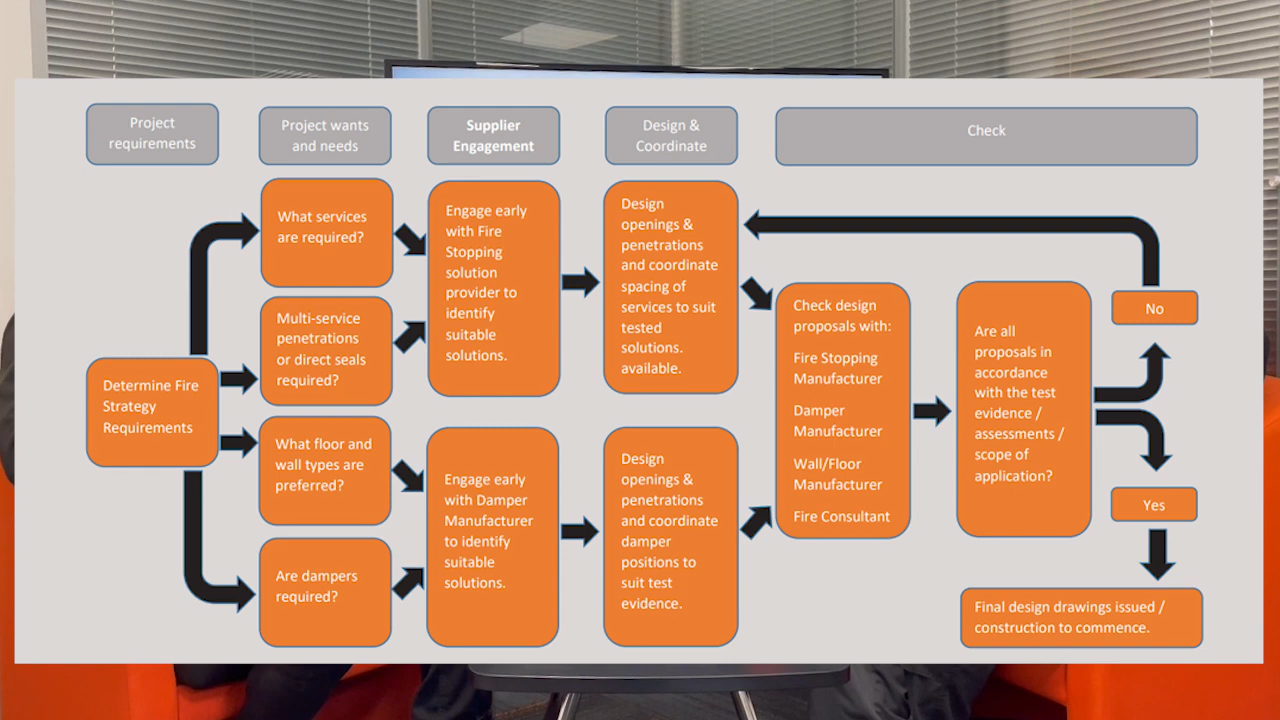 Project
requirements
Project wants
and needs
Supplier
Engagement
Design &
Coordinate
Check
Determine Fire
Strategy
Requirements
What services
are required?
Multi-service
penetrations
or direct seals
required?
What floor and
wall types are
preferred?
Are dampers
required?
Engage early
with Fire
Stopping
solution
provider to
identify
suitable
solutions.
Engage early
with Damper
Manufacturer
to identify
suitable
solutions.
Design
openings &
penetrations
and coordinate
spacing of
services to suit
tested
solutions.
available.
Design
openings &
penetrations
and coordinate
damper
positions to
suit test
evidence.
Check design
proposals with:
Fire Stopping
Manufacturer
Damper
Manufacturer
Wall/Floor
Manufacturer
Fire Consultant
Are all
proposals in
accordance
with the test
evidence /
assessments /
scope of
application?
No
Yes
Final design drawings issued /
construction to commence.